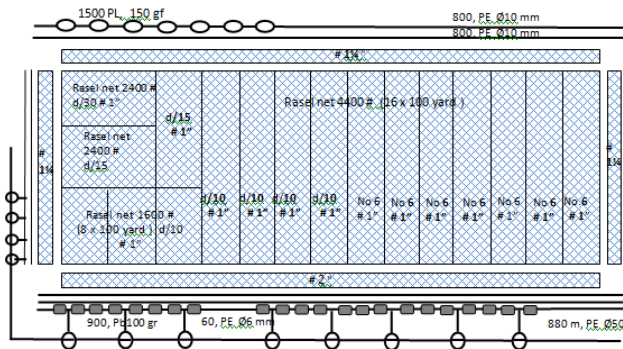 1500 PL, 150 gf
800, PE Ø10 mm
800, PE Ø10 mm
# 1¼"
Rasel net 2400 #
d/30 # 1"
Rasel net 4400 # (16 x 100 yard )
d/15
# 1"
Rasel net
2400 #
d/15
#
1¼
#
1¼
Rasel net 1600 #
(8 x 100 yard ) d/10
# 1"
d/10
# 1"
d/10
# 1"
d/10
# 1"
d/10
# 1"
No 6
# 1"
No 6
# 1"
No 6
# 1"
No 6
# 1"
No 6
# 1"
No 6
# 1"
No.6
# 1"
# 2 "
900, Pb100 gr
60, PE Ø6 mm
880 m, PE Ø50